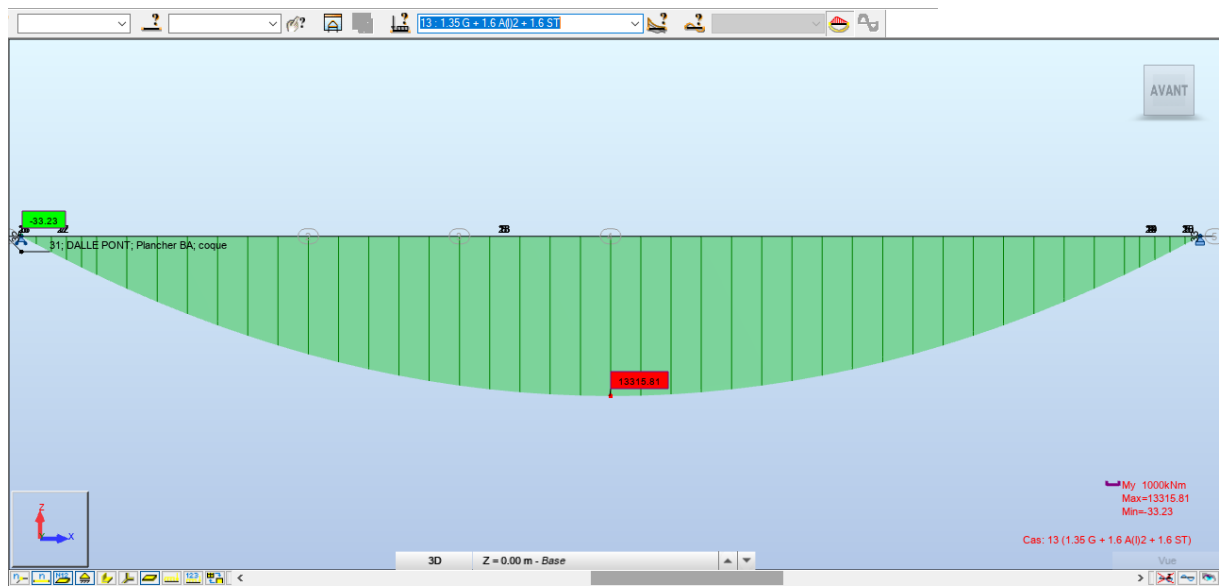 13 : 1.35 G + 1.6 A(l)2 + 1.6 ST
AVANT
-33.23
31; DALLE PONT; Plancher BA; coque
13315.81
My 1000kNm
Max=13315.81
Min=-33.23
Cas: 13 (1.35 G + 1.6 A(l)2 + 1.6 ST)
Z
X
3D
Z = 0.00 m - Base
Vue